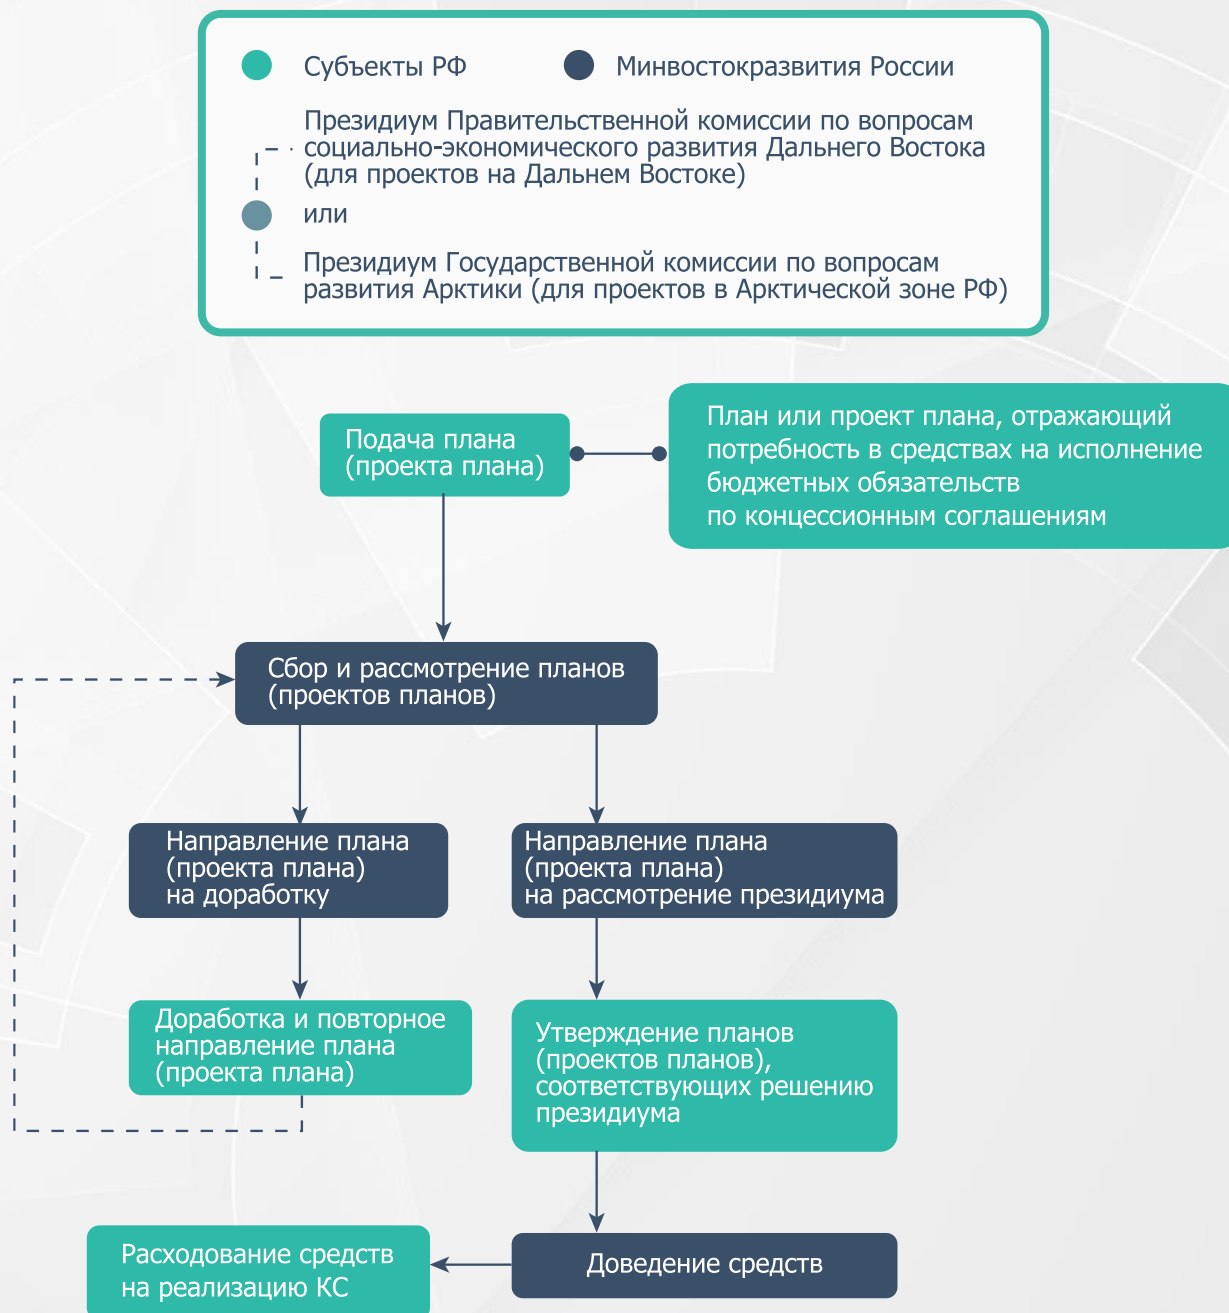 Субъекты РФ
Минвостокразвития России
Президиум Правительственной комиссии по вопросам
социально-экономического развития Дальнего Востока
(для проектов на Дальнем Востоке)
или
Президиум Государственной комиссии по вопросам
развития Арктики (для проектов в Арктической зоне РФ)
Подача плана
(проекта плана)
План или проект плана, отражающий
потребность в средствах на исполнение
бюджетных обязательств
по концессионным соглашениям
Сбор и рассмотрение планов
(проектов планов)
Направление плана
(проекта плана)
на доработку
Направление плана
(проекта плана)
на рассмотрение президиума
Доработка и повторное
направление плана
(проекта плана)
Утверждение планов
(проектов планов),
соответствующих решению
президиума
Расходование средств
на реализацию КС
Доведение средств